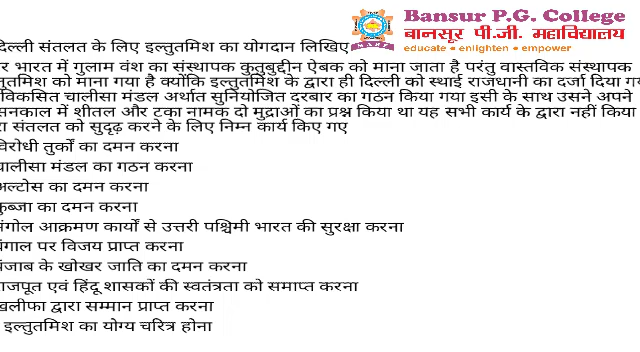 Bansur P.G. College
बानसूर पी.जी. महाविद्यालय
educate • enlighten • empower
दिल्ली संतलत के लिए इल्तुतमिश का योगदान लिखिए
र भारत में गुलाम वंश का संस्थापक कुतुबुद्दीन ऐबक को माना जाता है परंतु वास्तविक संस्थापक
तुतमिश को माना गया है क्योंकि इल्तुतमिश के द्वारा ही दिल्ली को स्थाई राजधानी का दर्जा दिया
विकसित चालीसा मंडल अर्थात सुनियोजित दरबार का गठन किया गया इसी के साथ उसने अपने
सनकाल में शीतल और टका नामक दो मुद्राओं का प्रश्न किया था यह सभी कार्य के द्वारा नहीं किया
रा संतलत को सुदृढ़ करने के लिए निम्न कार्य किए गए
विरोधी तुर्कों का दमन करना
चालीसा मंडल का गठन करना
अल्टोस का दमन करना
कुब्जा का दमन करना
मंगोल आक्रमण कार्यों से उत्तरी पश्चिमी भारत की सुरक्षा करना
बंगाल पर विजय प्राप्त करना
पंजाब के खोखर जाति का दमन करना
राजपूत एवं हिंदू शासकों की स्वतंत्रता को समाप्त करना
खलीफा द्वारा सम्मान प्राप्त करना
इल्तुतमिश का योग्य चरित्र होना